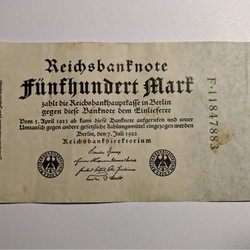 Reichsbanknote
Fünfhundert Mark
zahlt die Reichsbankhauptkasse in Berlin
gegen diese Banknote dem Einlieferer
Vom 1. April 1923 ab kann diese Banknote aufgerufen und unter
Umtausch gegen andere gesetzliche Zahlungsmittel eingezogen werden
Berlin, den 7. Juli 1922
Reichsbankdirektorium
F·11847883